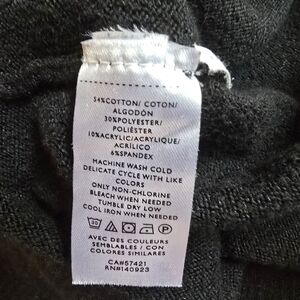 54%COTTON/ COTON/
ALGODÓN
30%POLYESTER/
POLIÉSTER
10%ACRYLIC/ACRYLIQUE/
ACRÍLICO
6%SPANDEX
MACHINE WASH COLD
DELICATE CYCLE WITH LIKE
COLORS
ONLY NON-CHLORINE
BLEACH WHEN NEEDED
TUMBLE DRY LOW
COOL IRON WHEN NEEDED
30
AVEC DES COULEURS
SEMBLABLES / CON
COLORES SIMILARES
CA#57421
RN#140923